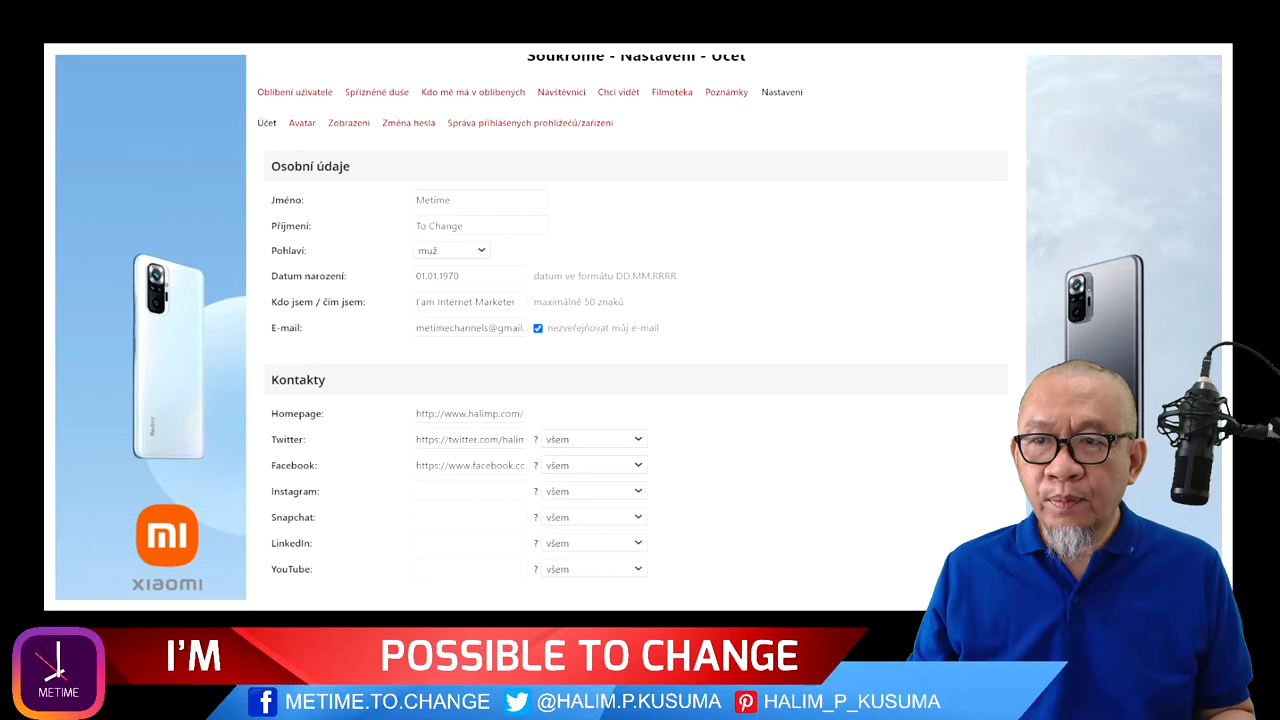 Soukromé - Nastavení - Účet
Oblíbení uživatelé Spřízněné duše Kdo mě má v oblíbených Návštěvníci Chci vidět Filmotéka Poznámky Nastavení
Účet Avatar Zobrazení Změna hesla Správa přihlášených prohlížečů/zařízení
Osobní údaje
Jméno: Metime
Příjmení: To Change
Pohlaví: muž
Datum narození: 01.01.1970 datum ve formátu DD.MM.RRRR
Kdo jsem / čím jsem: I'am Internet Marketer maximálně 50 znaků
E-mail: metimechannels@gmail. nezveřejňovat můj e-mail
Kontakty
Homepage: http://www.halimp.com/
Twitter: https://twitter.com/halim ? všem
Facebook: https://www.facebook.cc ? všem
Instagram: ? všem
Snapchat: ? všem
LinkedIn: ? všem
YouTube: ? všem
Redmi
mi
xiaomi
METIME
I'M POSSIBLE TO CHANGE
METIME.TO.CHANGE @HALIM.P.KUSUMA HALIM_P_KUSUMA